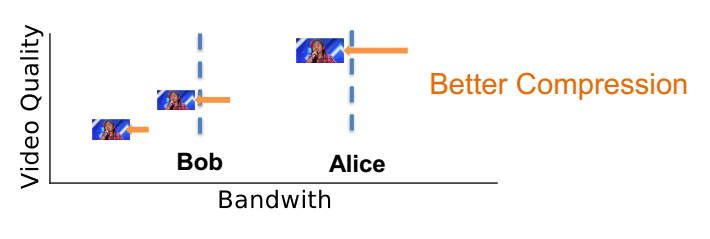 Video Quality
Better Compression
Bob
Alice
Bandwith